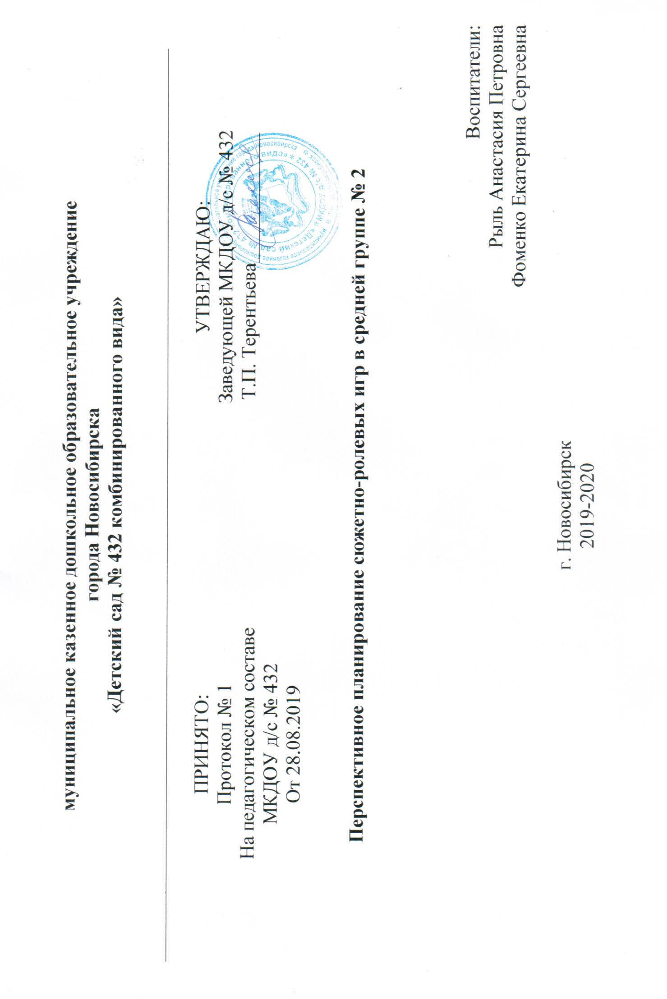 муниципальное казенное дошкольное образовательное учреждение
города Новосибирска
«Детский сад № 432 комбинированного вида»
ПРИНЯТО:
Протокол № 1
На педагогическом составе
МКДОУ д/с № 432
От 28.08.2019
УТВЕРЖДАЮ:
Заведующей МКДОУ д/с № 432
Т.П. Терентьева
муниципальное казенное дошкольное
города Новосибирска
«Детский сад № 432
вида»
МКДОУ д/с № 432
Перспективное планирование сюжетно-ролевых игр в средней группе № 2
Воспитатели:
Рыль Анастасия Петровна
Фоменко Екатерина Сергеевна
г. Новосибирск
2019-2020